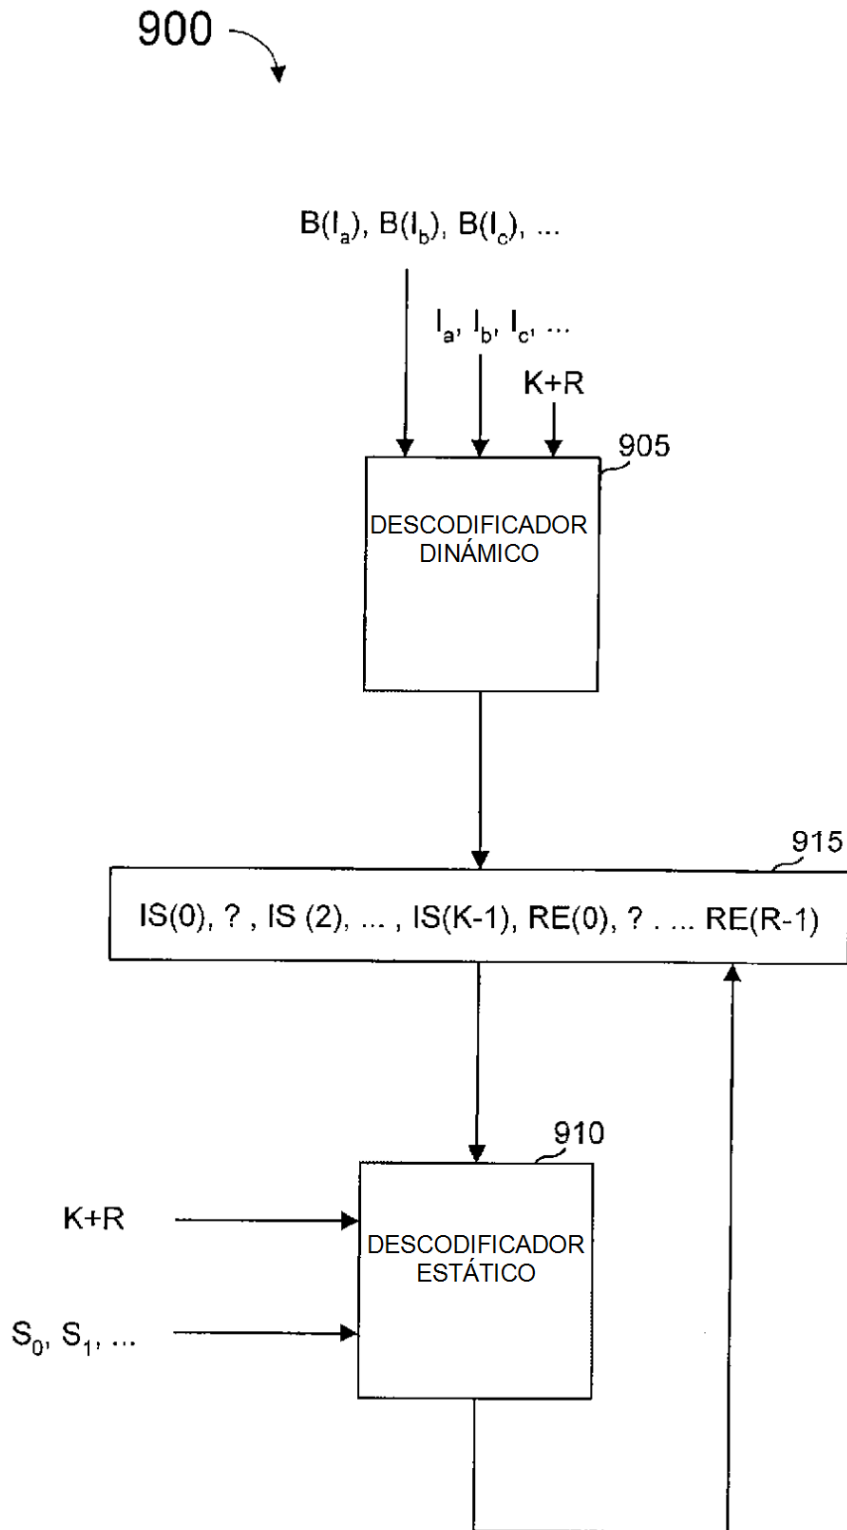 900
B(I_a), B(I_b), B(I_c), ...
I_a, I_b, I_c, ...
K+R
905
DESCODIFICADOR
DINÁMICO
915
IS(0), ? , IS (2), ... , IS(K-1), RE(0), ? . ... RE(R-1)
910
K+R
DESCODIFICADOR
ESTÁTICO
S_0, S_1, ...